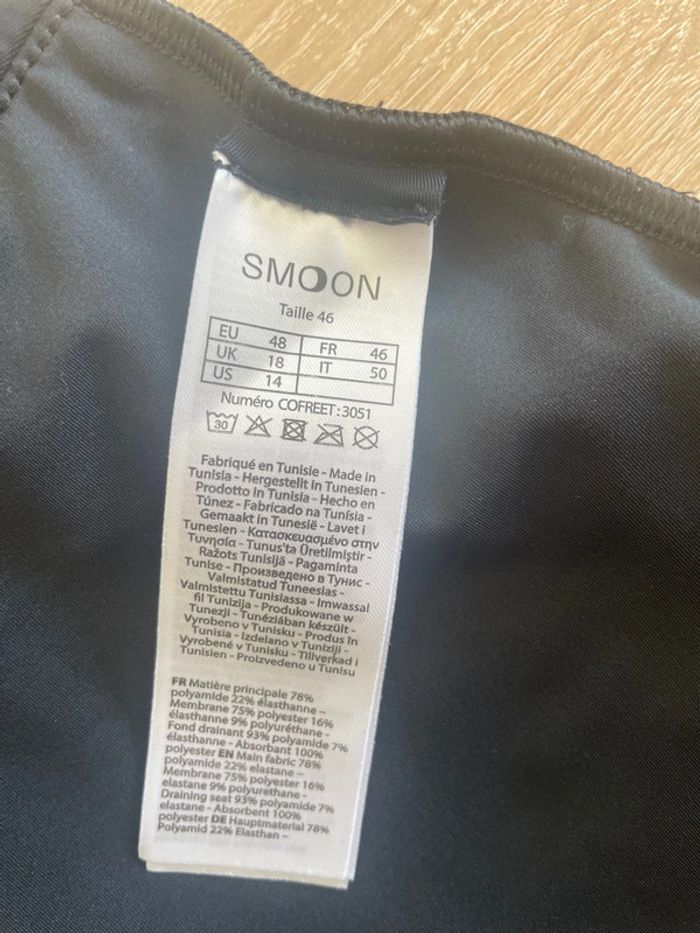 SMOON
Taille 46
EU 48 FR 46
UK 18 IT 50
US 14
Numéro COFREET:3051
30
Fabriqué en Tunisie - Made in
Tunisia - Hergestellt in Tunesien -
Prodotto in Tunisia - Hecho en
Túnez - Fabricado na Tunísia -
Gemaakt in Tunesië - Lavet i
Tunesien - Κατασκευασμένο στην
Τυνησία - Tunus'ta Üretilmiştir -
Ražots Tunisijā - Pagaminta
Tunise - Произведено в Тунис -
Valmistatud Tuneesias -
Valmistettu Tunisiassa - Imwassal
fil Tunizija - Produkowane w
Tunezji - Tunéziában készült -
Vyrobeno v Tunisku - Produs în
Tunisia - Izdelano v Tuniziji -
Vyrobené v Tunisku - Tillverkad i
Tunisien - Proizvedeno u Tunisu
FR Matière principale 78%
polyamide 22% élasthanne –
Membrane 75% polyester 16%
élasthanne 9% polyuréthane -
Fond drainant 93% polyamide 7%
élasthanne - Absorbant 100%
polyester EN Main fabric 78%
polyamide 22% elastane –
Membrane 75% polyester 16%
elastane 9% polyurethane -
Draining seat 93% polyamide 7%
elastane - Absorbent 100%
polyester DE Hauptmaterial 78%
Polyamid 22% Elasthan –